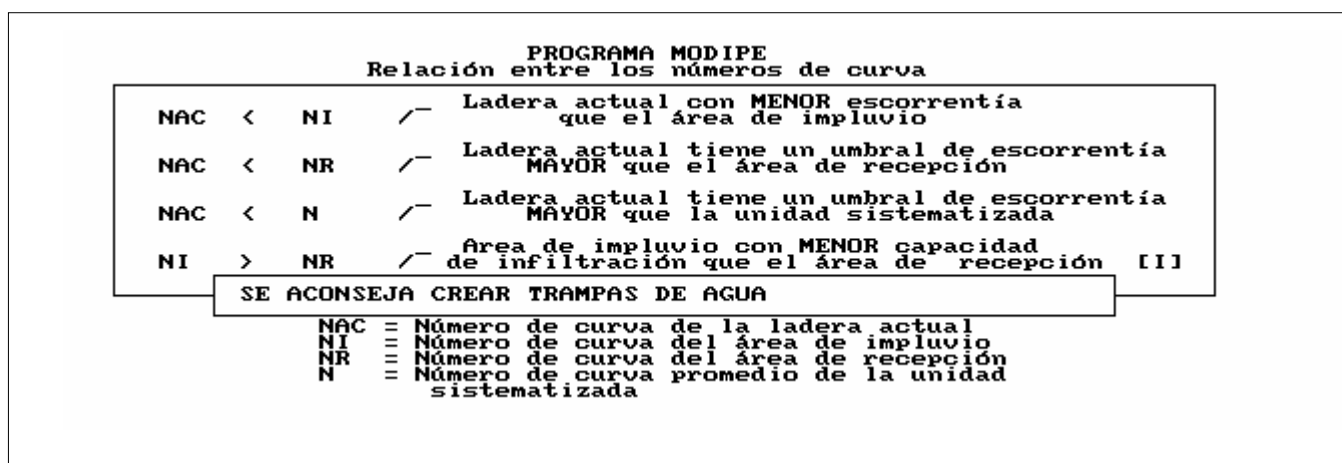 PROGRAMA MODIPE
Relación entre los números de curva
NAC < NI /¯ Ladera actual con MENOR escorrentía
que el área de impluvio
NAC < NR /¯ Ladera actual tiene un umbral de escorrentía
MAYOR que el área de recepción
NAC < N /¯ Ladera actual tiene un umbral de escorrentía
MAYOR que la unidad sistematizada
NI > NR /¯ Area de impluvio con MENOR capacidad
de infiltración que el área de recepción [I]
SE ACONSEJA CREAR TRAMPAS DE AGUA
NAC = Número de curva de la ladera actual
NI = Número de curva del área de impluvio
NR = Número de curva del área de recepción
N = Número de curva promedio de la unidad
sistematizada